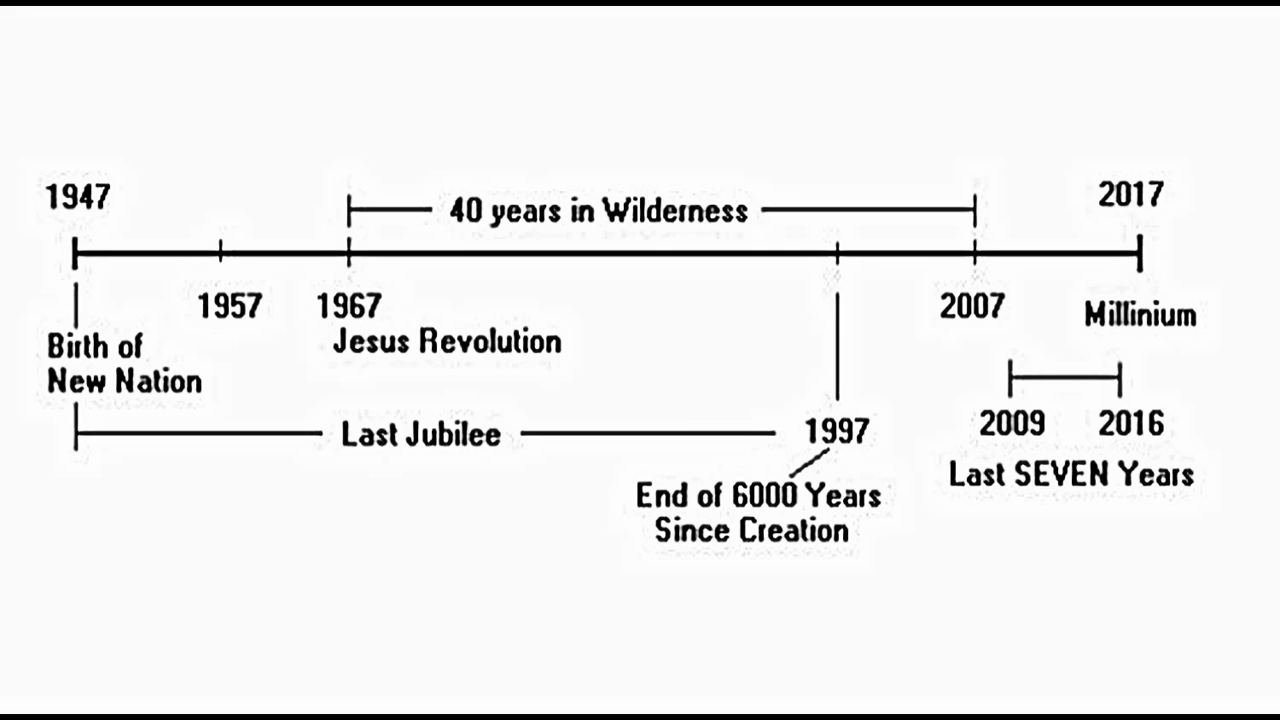 1947
40 years in Wilderness
2017
1957
1967
2007
Millinium
Jesus Revolution
Birth of
New Nation
2009
2016
Last Jubilee
1997
Last SEVEN Years
End of 6000 Years
Since Creation